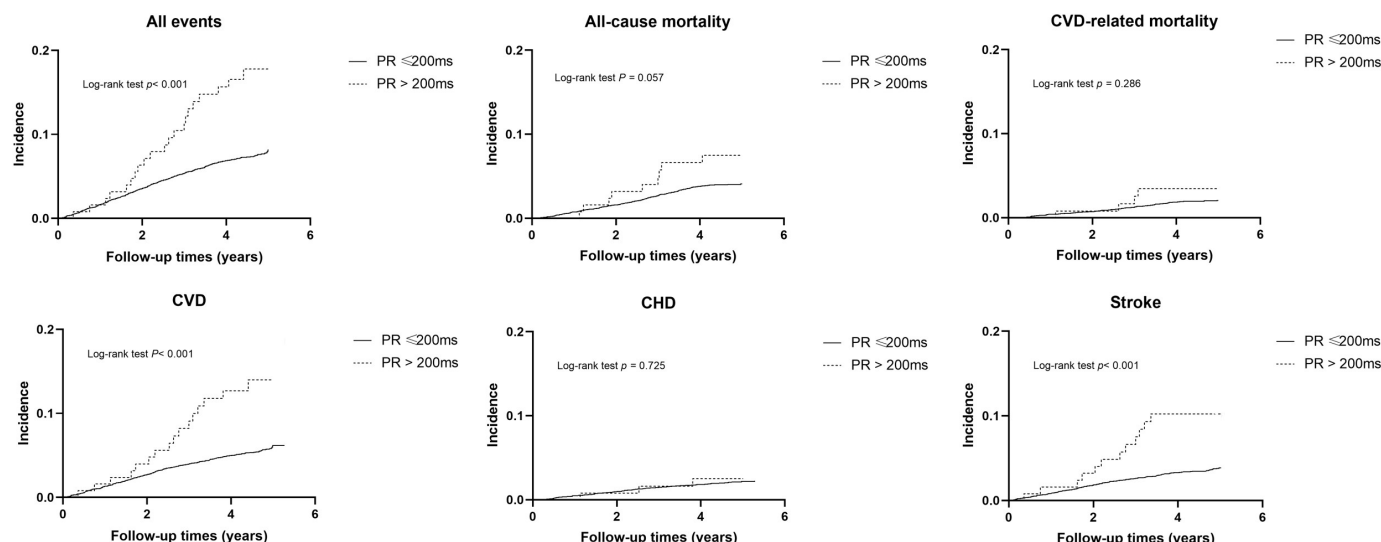 All events
0.2
0.1
0.0
Incidence
Log-rank test p< 0.001
PR ⩽200ms
PR > 200ms
0 2 4 6
Follow-up times (years)
All-cause mortality
0.2
0.1
0.0
Incidence
Log-rank test P = 0.057
PR ⩽200ms
PR > 200ms
0 2 4 6
Follow-up times (years)
CVD-related mortality
0.2
0.1
0.0
Incidence
Log-rank test p = 0.286
PR ⩽200ms
PR > 200ms
0 2 4 6
Follow-up times (years)
CVD
0.2
0.1
0.0
Incidence
Log-rank test P< 0.001
PR ⩽200ms
PR > 200ms
0 2 4 6
Follow-up times (years)
CHD
0.2
0.1
0.0
Incidence
Log-rank test p = 0.725
PR ⩽200ms
PR > 200ms
0 2 4 6
Follow-up times (years)
Stroke
0.2
0.1
0.0
Incidence
Log-rank test p< 0.001
PR ⩽200ms
PR > 200ms
0 2 4 6
Follow-up times (years)